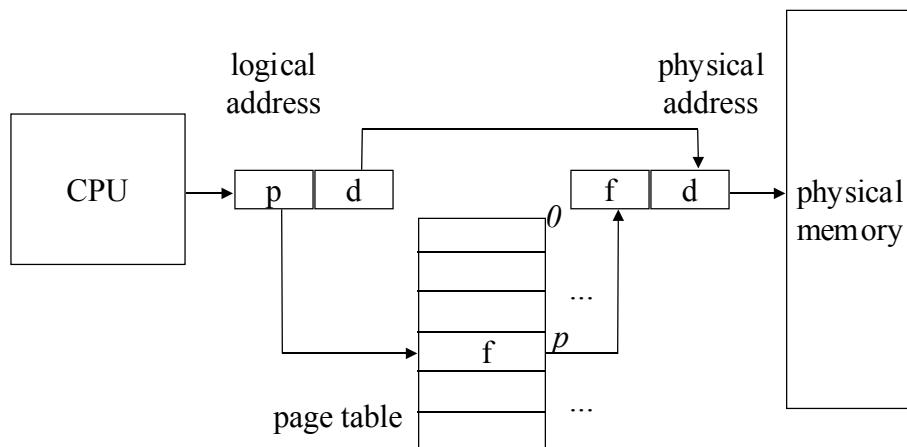 logical
address
physical
address
CPU
p d
f d
physical
memory
0
...
f
p
page table
...